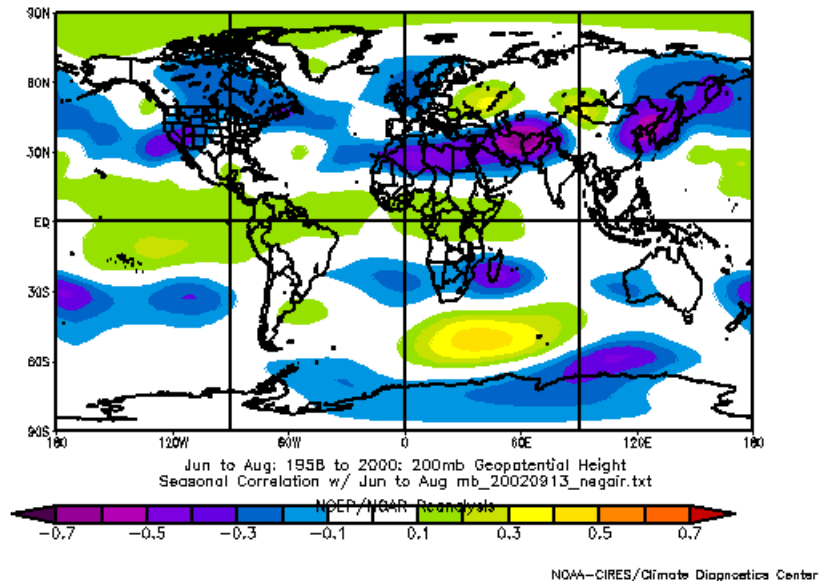 90N
60N
30N
EQ
30S
60S
90S
180 120W 60W 0 60E 120E 180
Jun to Aug: 1958 to 2000: 200mb Geopotential Height
Seasonal Correlation w/ Jun to Aug mb_20020913_negair.txt
NCEP/NCAR Reanalysis
-0.7 -0.5 -0.3 -0.1 0.1 0.3 0.5 0.7
NOAA-CIRES/Climate Diagnostics Center